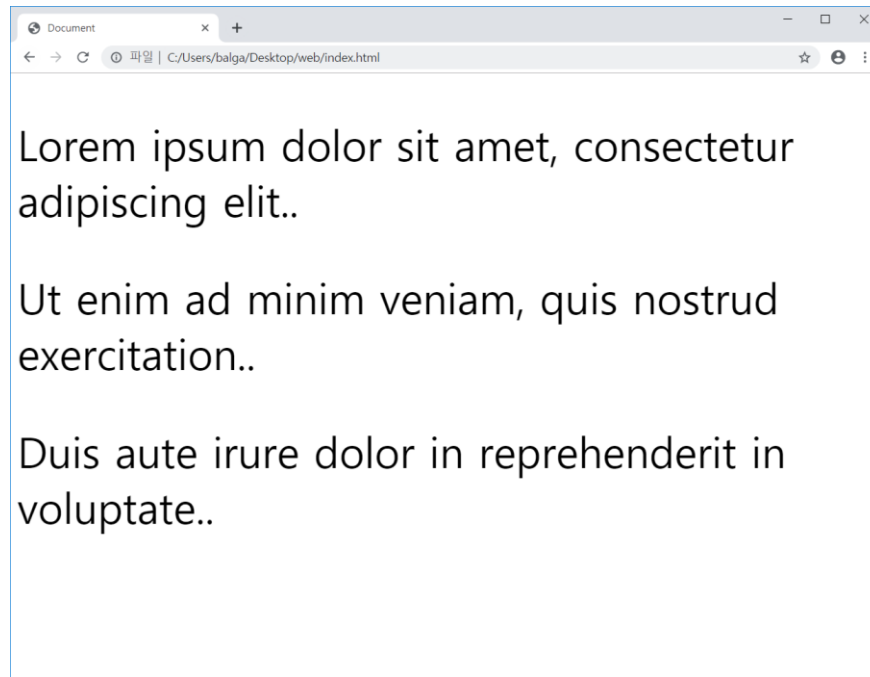 Document
파일 | C:/Users/balga/Desktop/web/index.html
Lorem ipsum dolor sit amet, consectetur
adipiscing elit..
Ut enim ad minim veniam, quis nostrud
exercitation..
Duis aute irure dolor in reprehenderit in
voluptate..